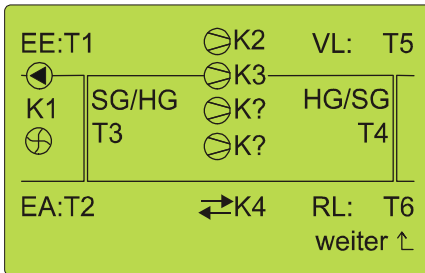 EE:T1 K2 VL: T5
K3
K1 SG/HG K? HG/SG
T3 K? T4
EA:T2 K4 RL: T6
weiter